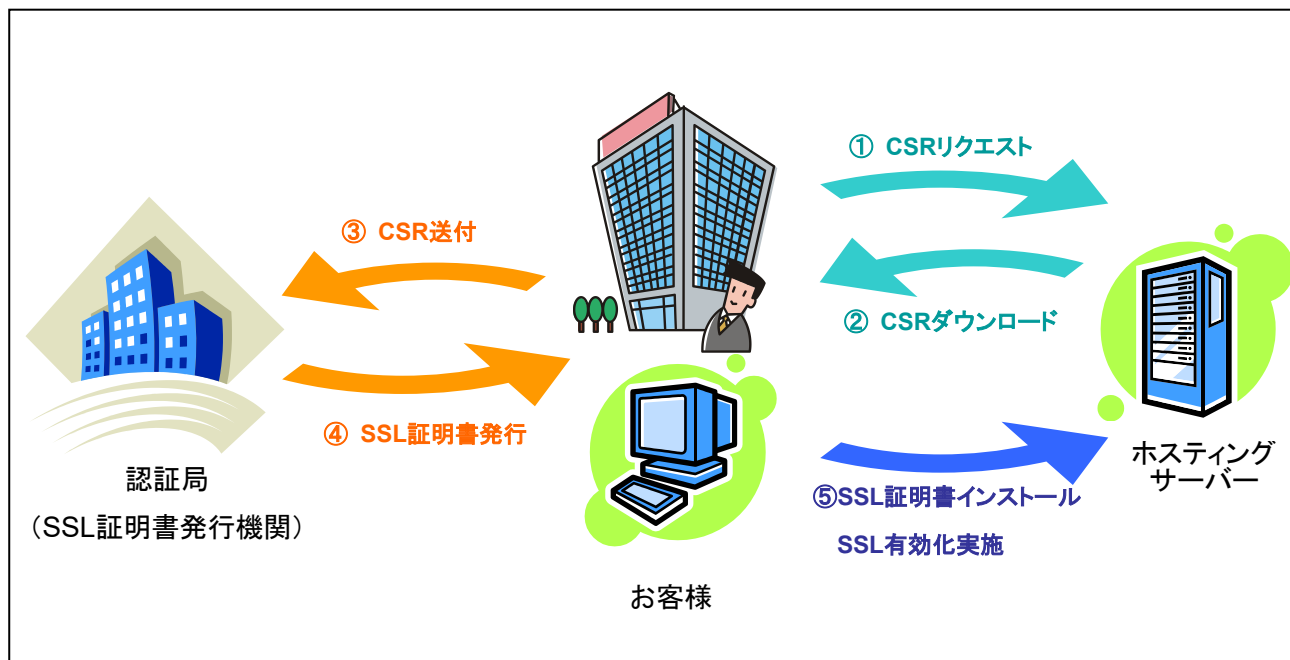 ① CSRリクエスト
③ CSR送付
② CSRダウンロード
④ SSL証明書発行
ホスティング
サーバー
認証局
（SSL証明書発行機関）
⑤SSL証明書インストール
SSL有効化実施
お客様